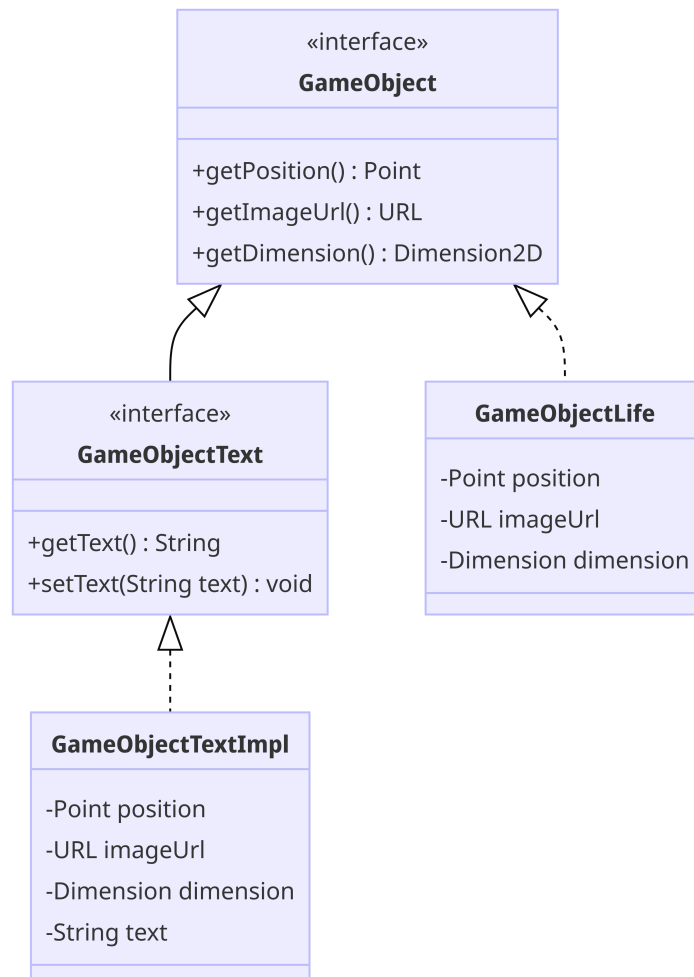 «interface»
GameObject
+getPosition() : Point
+getImageUrl() : URL
+getDimension() : Dimension2D
«interface»
GameObjectText
+getText() : String
+setText(String text) : void
GameObjectLife
-Point position
-URL imageUrl
-Dimension dimension
GameObjectTextImpl
-Point position
-URL imageUrl
-Dimension dimension
-String text